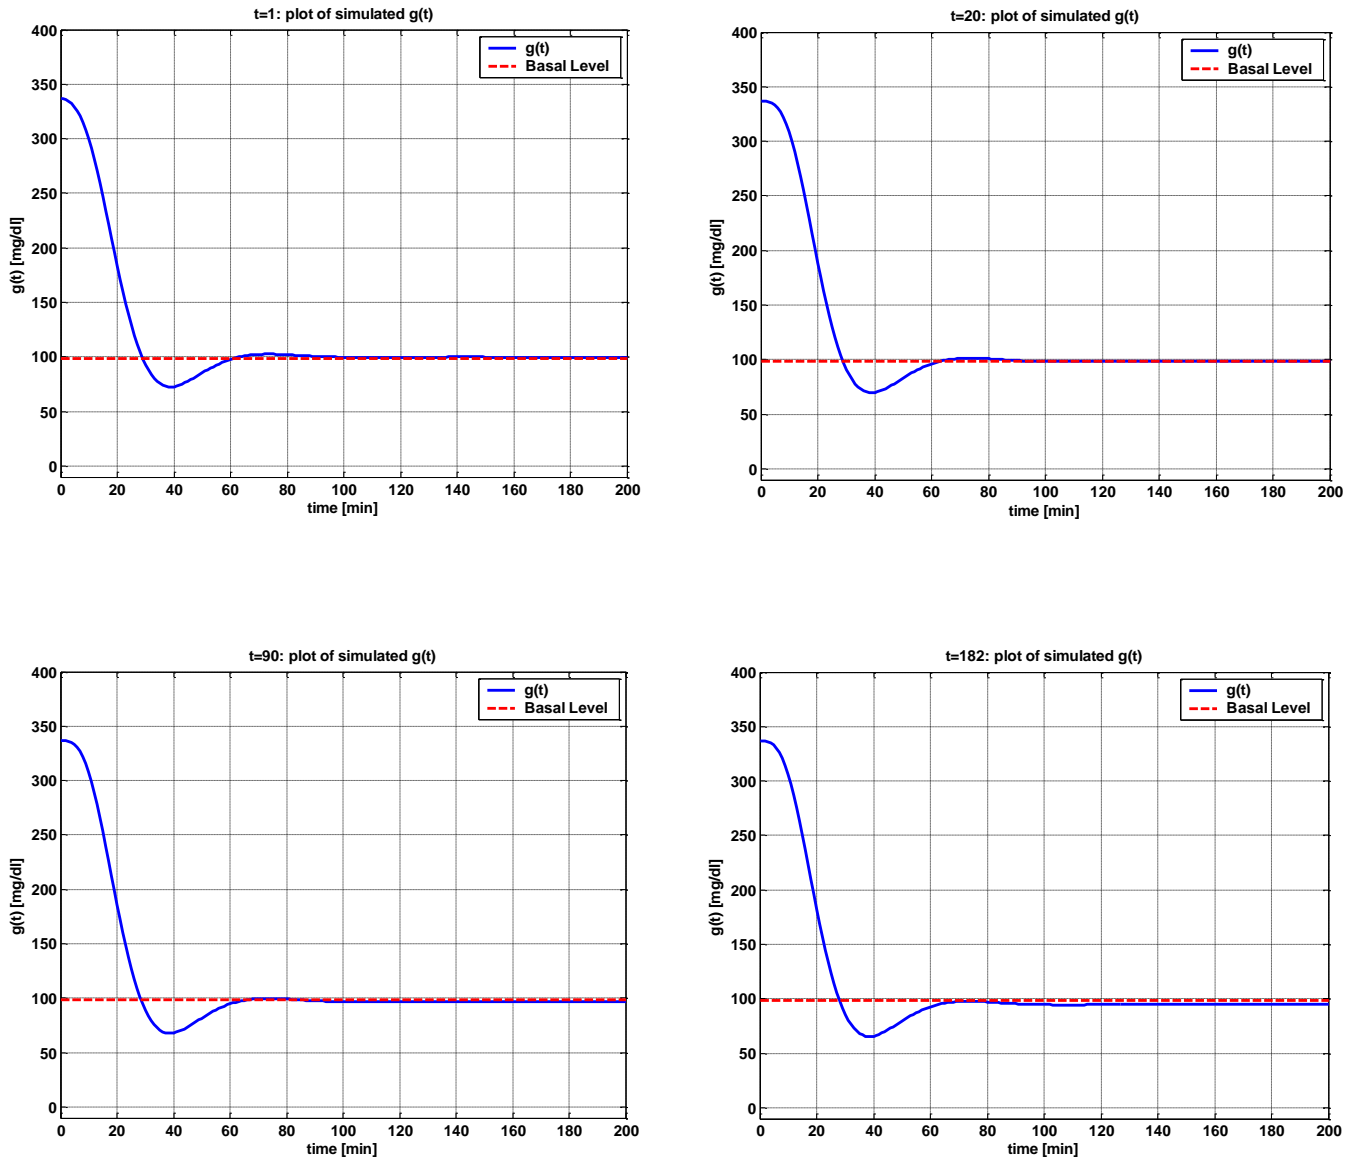 t=1: plot of simulated g(t)
400
350
300
250
200
150
100
50
0
g(t) [mg/dl]
g(t)
Basal Level
0 20 40 60 80 100 120 140 160 180 200
time [min]
t=20: plot of simulated g(t)
400
350
300
250
200
150
100
50
0
g(t) [mg/dl]
g(t)
Basal Level
0 20 40 60 80 100 120 140 160 180 200
time [min]
t=90: plot of simulated g(t)
400
350
300
250
200
150
100
50
0
g(t) [mg/dl]
g(t)
Basal Level
0 20 40 60 80 100 120 140 160 180 200
time [min]
t=182: plot of simulated g(t)
400
350
300
250
200
150
100
50
0
g(t) [mg/dl]
g(t)
Basal Level
0 20 40 60 80 100 120 140 160 180 200
time [min]